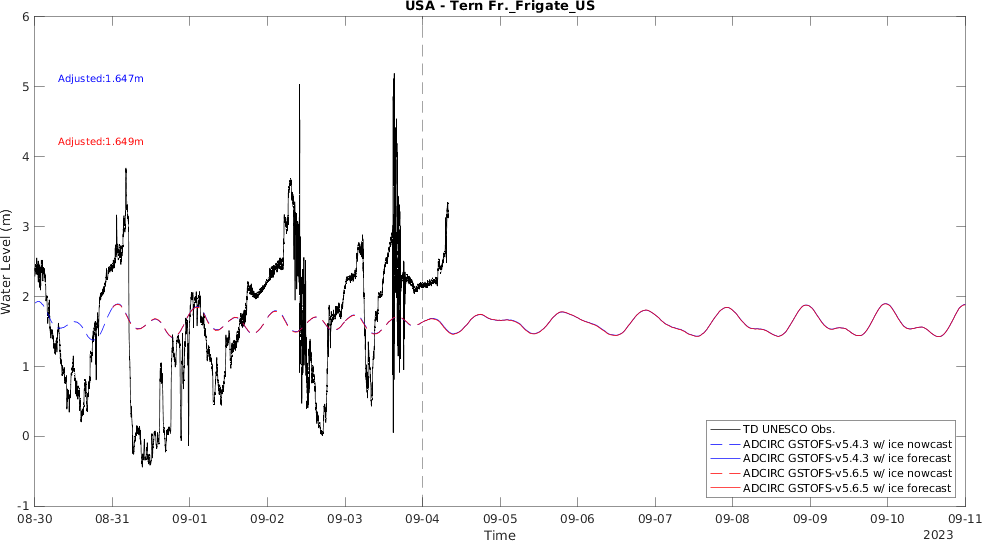 USA - Tern Fr._Frigate_US
6
5
4
3
2
1
0
-1
Water Level (m)
Adjusted:1.647m
Adjusted:1.649m
TD UNESCO Obs.
ADCIRC GSTOFS-v5.4.3 w/ ice nowcast
ADCIRC GSTOFS-v5.4.3 w/ ice forecast
ADCIRC GSTOFS-v5.6.5 w/ ice nowcast
ADCIRC GSTOFS-v5.6.5 w/ ice forecast
08-30 08-31 09-01 09-02 09-03 09-04 09-05 09-06 09-07 09-08 09-09 09-10 09-11
Time
2023